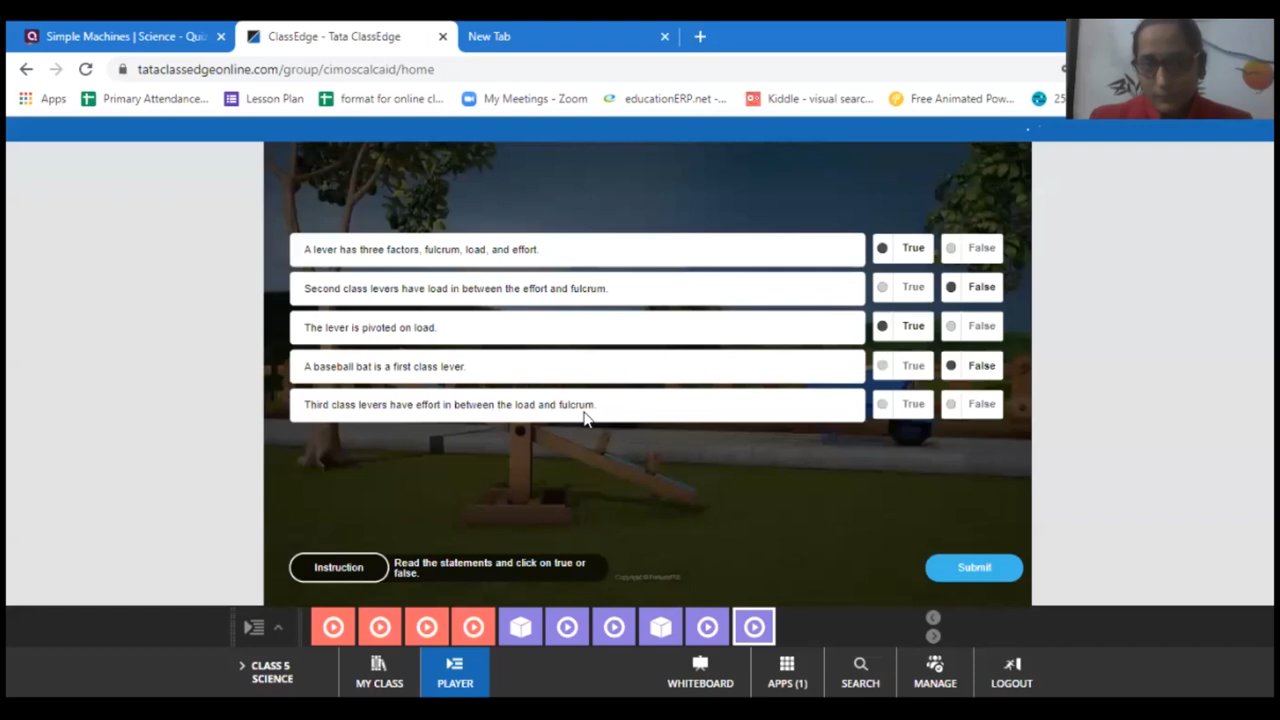 Simple Machines | Science - Qui
ClassEdge - Tata ClassEdge
New Tab
tataclassedgeonline.com/group/cimoscalcaid/home
Apps
Primary Attendance...
Lesson Plan
format for online cl...
My Meetings - Zoom
educationERP.net -...
Kiddle - visual searc...
Free Animated Pow...
25
A lever has three factors, fulcrum, load, and effort. True False
Second class levers have load in between the effort and fulcrum. True False
The lever is pivoted on load. True False
A baseball bat is a first class lever. True False
Third class levers have effort in between the load and fulcrum. True False
Instruction
Read the statements and click on true or
false.
Submit
CLASS 5
SCIENCE
MY CLASS
PLAYER
WHITEBOARD
APPS (1)
SEARCH
MANAGE
LOGOUT